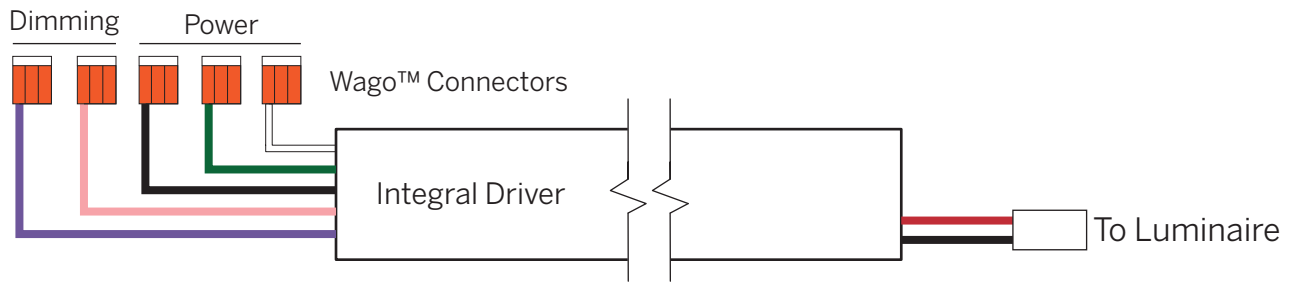 Dimming
Power
Wago™ Connectors
Integral Driver
To Luminaire